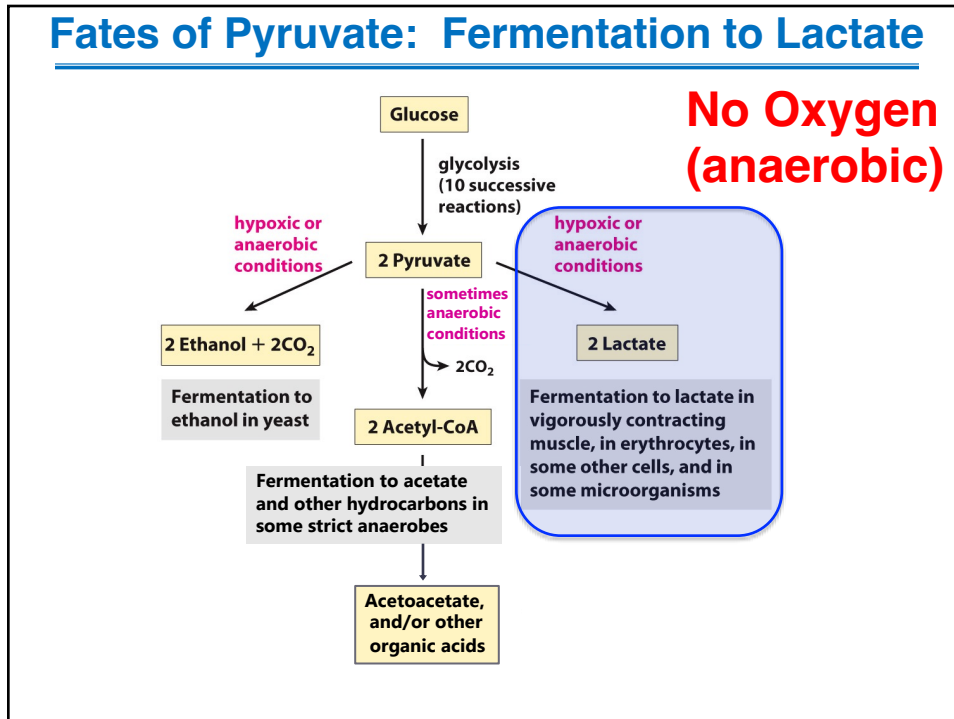 Fates of Pyruvate: Fermentation to Lactate
No Oxygen
(anaerobic)
Glucose
glycolysis
(10 successive
reactions)
hypoxic or
anaerobic
conditions
2 Pyruvate
hypoxic or
anaerobic
conditions
sometimes
anaerobic
conditions
2 Ethanol + 2CO₂
2CO₂
2 Lactate
Fermentation to
ethanol in yeast
2 Acetyl-CoA
Fermentation to lactate in
vigorously contracting
muscle, in erythrocytes, in
some other cells, and in
some microorganisms
Fermentation to acetate
and other hydrocarbons in
some strict anaerobes
Acetoacetate,
and/or other
organic acids